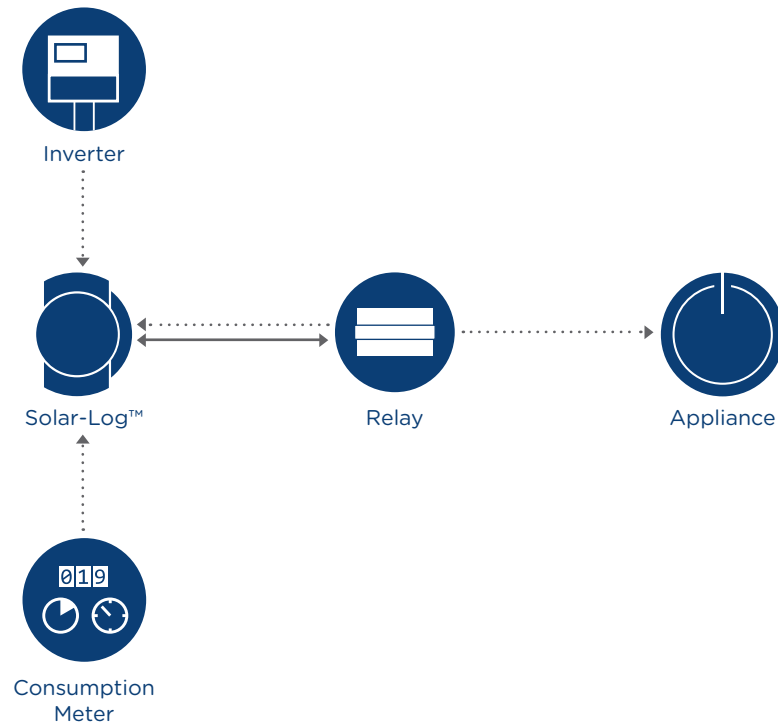 Inverter
Solar-Log™
Relay
Appliance
019
Consumption
Meter